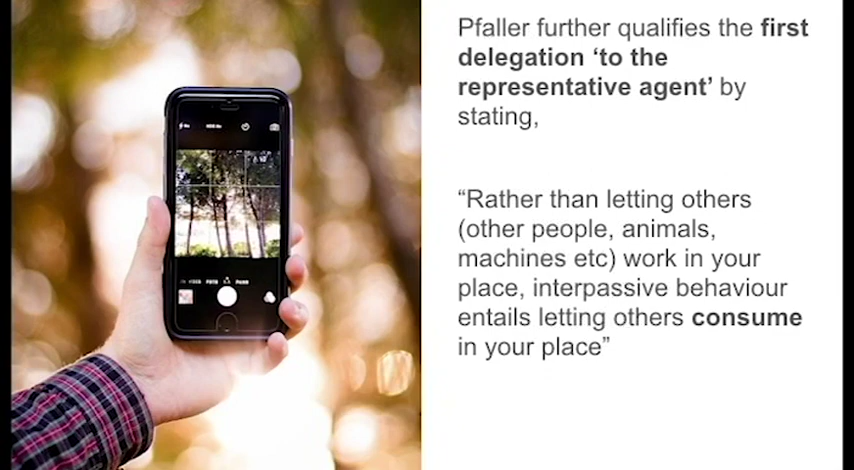 Pfaller further qualifies the first
delegation ‘to the
representative agent’ by
stating,
“Rather than letting others
(other people, animals,
machines etc) work in your
place, interpassive behaviour
entails letting others consume
in your place”